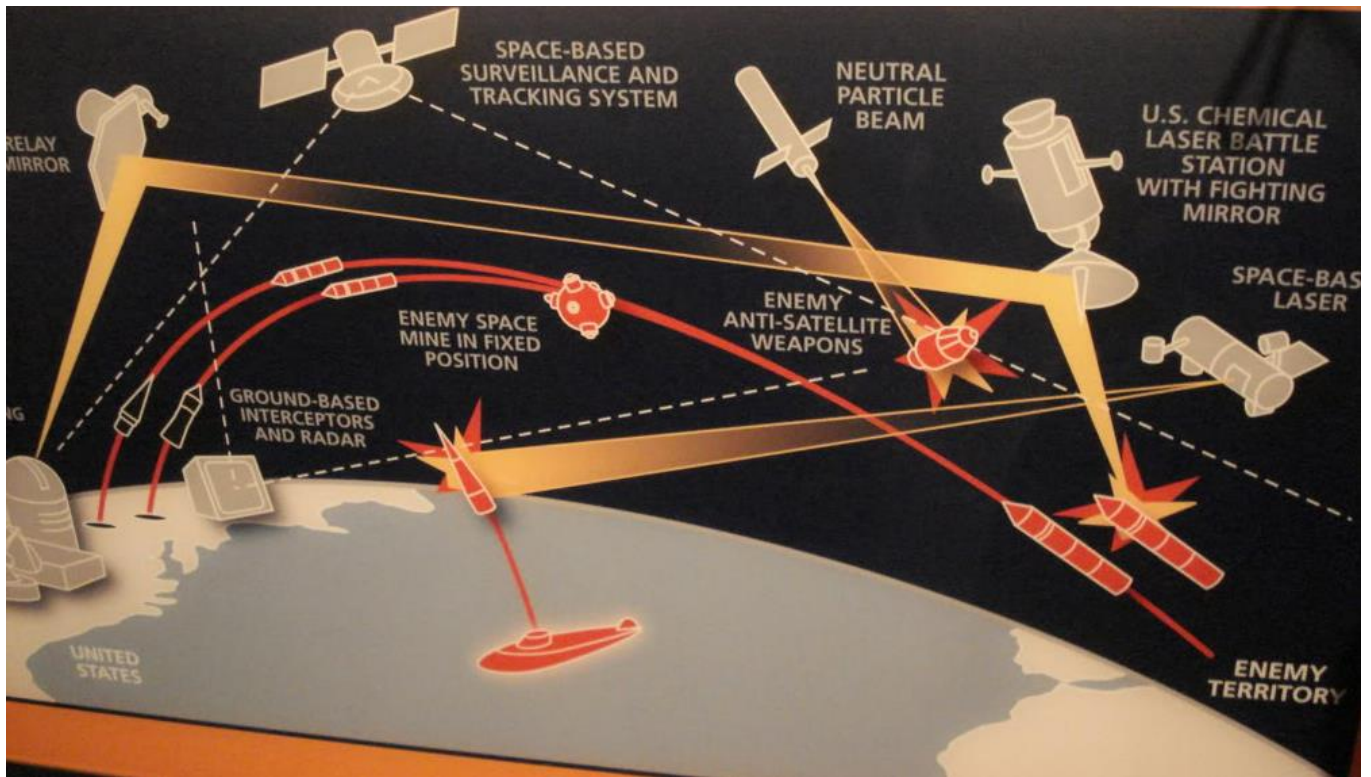 SPACE-BASED
SURVEILLANCE AND
TRACKING SYSTEM
NEUTRAL
PARTICLE
BEAM
U.S. CHEMICAL
LASER BATTLE
STATION
WITH FIGHTING
MIRROR
RELAY
MIRROR
SPACE-BAS
LASER
ENEMY SPACE
MINE IN FIXED
POSITION
ENEMY
ANTI-SATELLITE
WEAPONS
GROUND-BASED
INTERCEPTORS
AND RADAR
NG
UNITED
STATES
ENEMY
TERRITORY